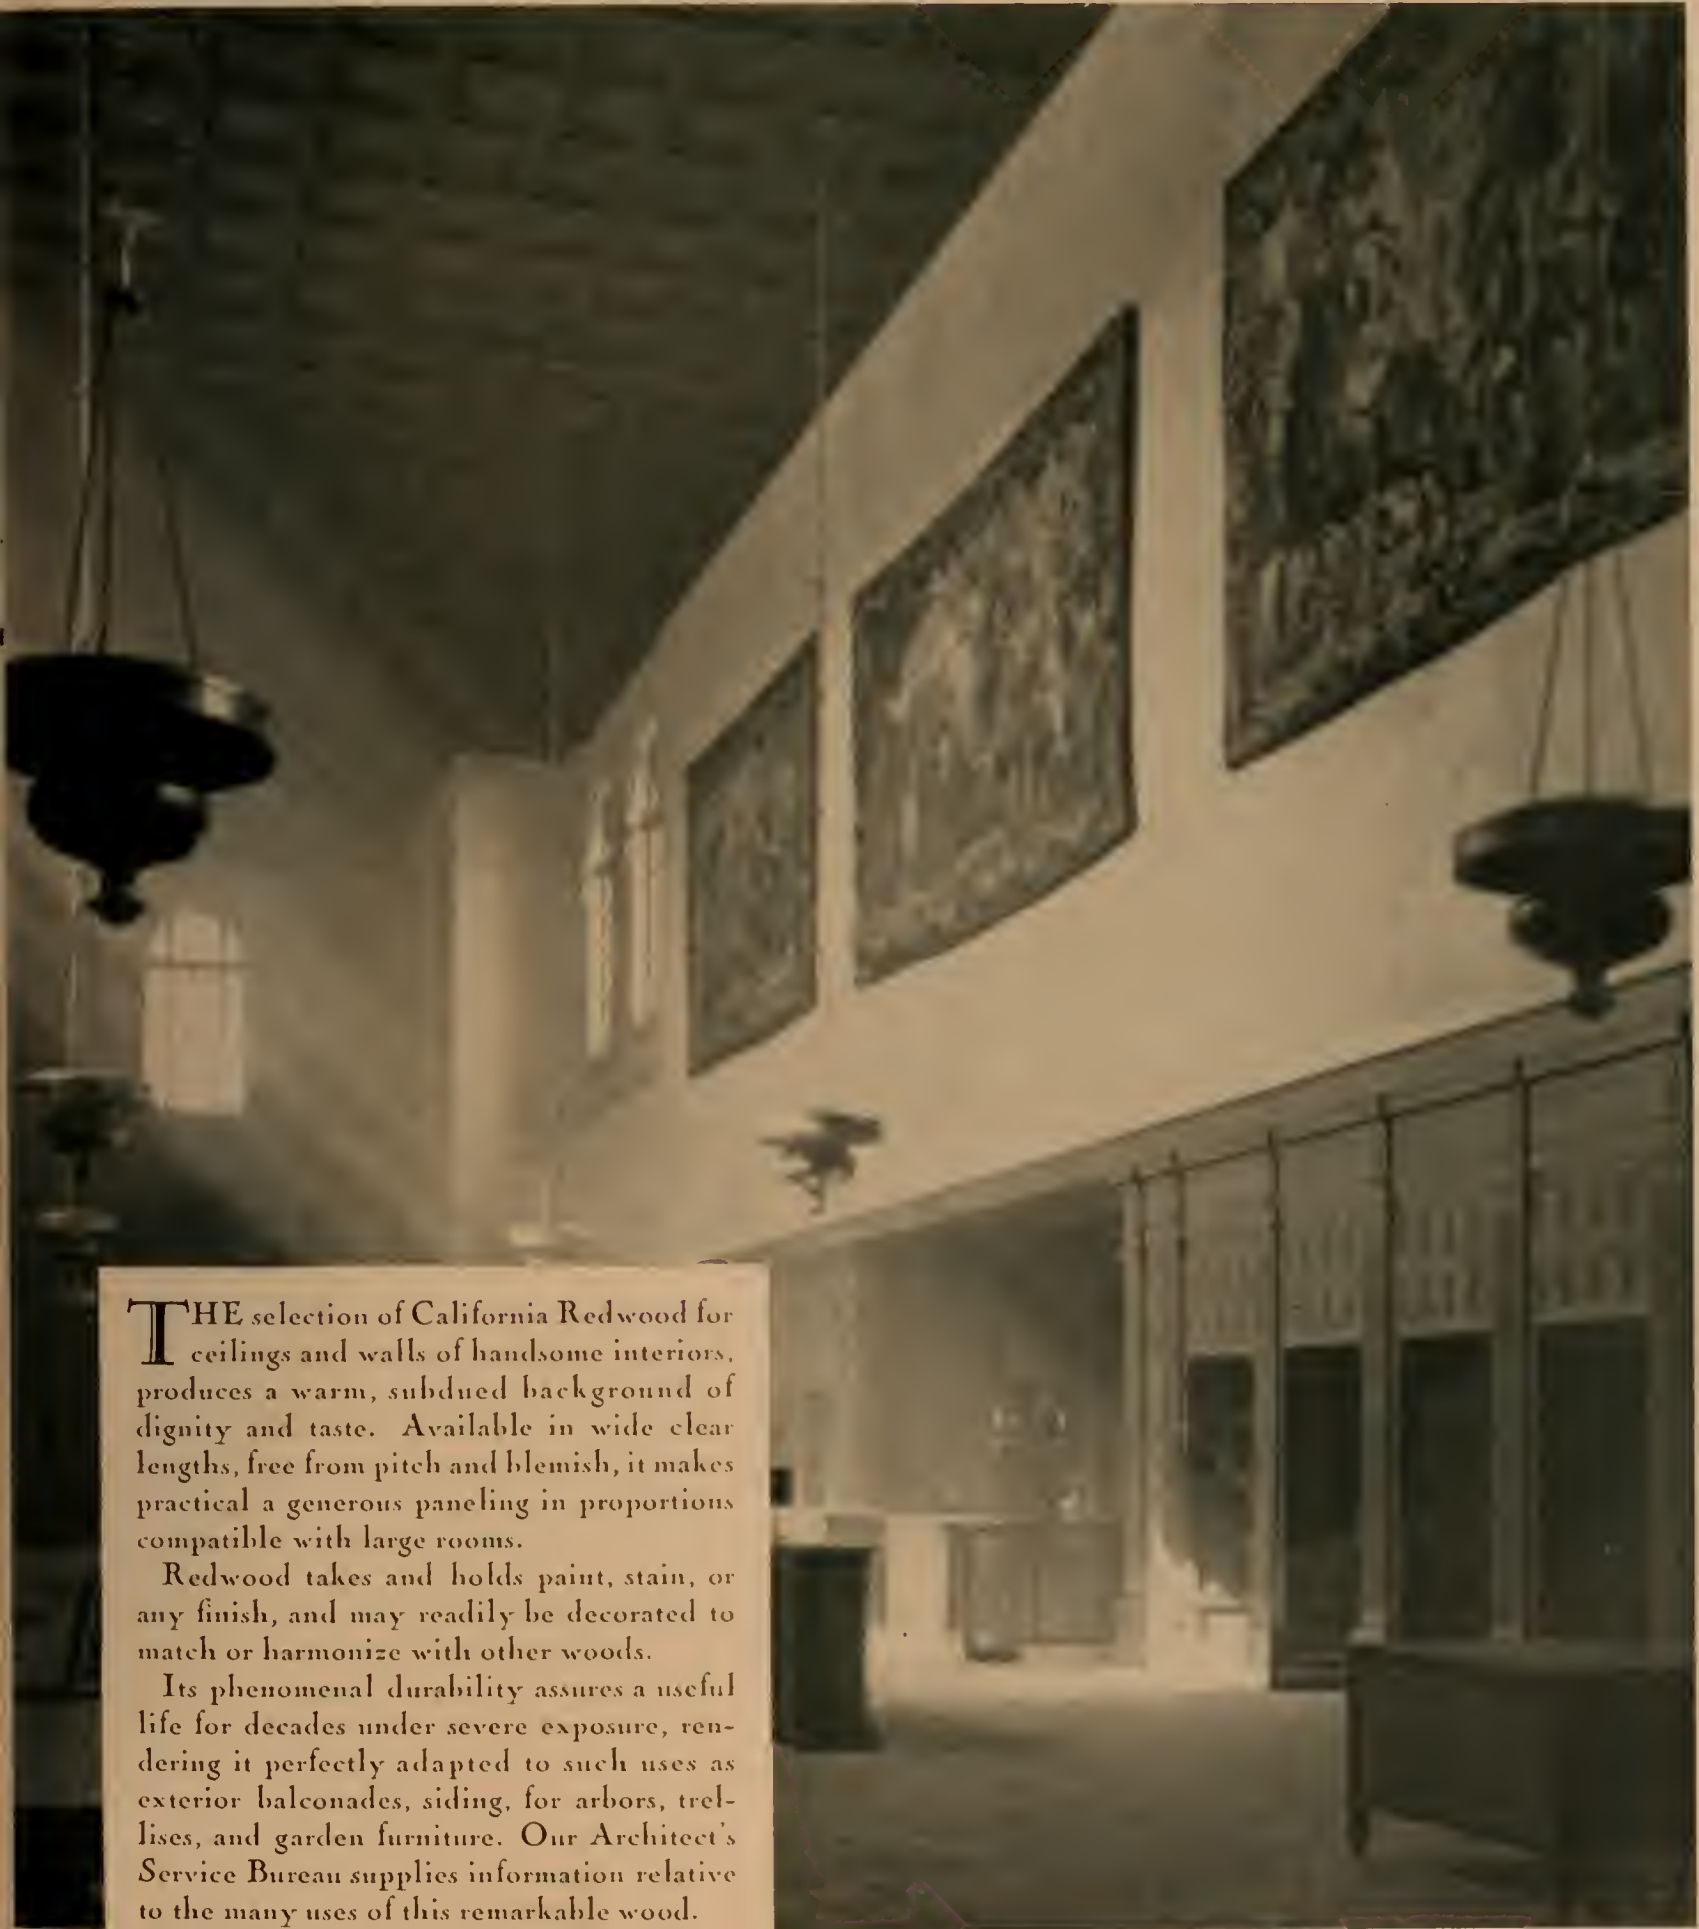 THE selection of California Redwood for
ceilings and walls of handsome interiors,
produces a warm, subdued background of
dignity and taste. Available in wide clear
lengths, free from pitch and blemish, it makes
practical a generous paneling in proportions
compatible with large rooms.
Redwood takes and holds paint, stain, or
any finish, and may readily be decorated to
match or harmonize with other woods.
Its phenomenal durability assures a useful
life for decades under severe exposure, ren-
dering it perfectly adapted to such uses as
exterior balconades, siding, for arbors, trel-
lises, and garden furniture. Our Architect's
Service Bureau supplies information relative
to the many uses of this remarkable wood.